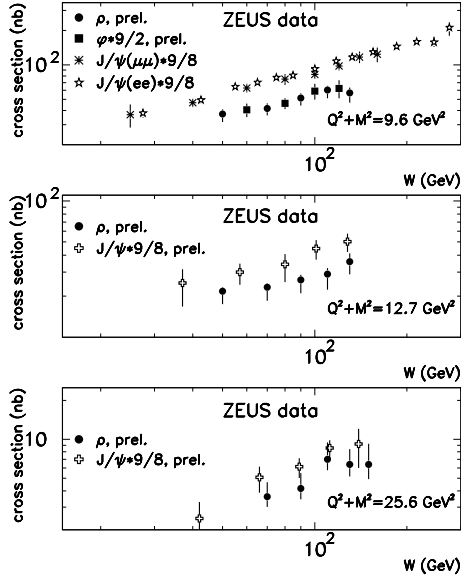 cross section (nb)
ZEUS data
ρ, prel.
φ*9/2, prel.
J/ψ(μμ)*9/8
J/ψ(ee)*9/8
10²
Q²+M²=9.6 GeV²
10²
W (GeV)
cross section (nb)
10²
ZEUS data
ρ, prel.
J/ψ*9/8, prel.
Q²+M²=12.7 GeV²
10²
W (GeV)
cross section (nb)
ZEUS data
ρ, prel.
J/ψ*9/8, prel.
10
Q²+M²=25.6 GeV²
10²
W (GeV)